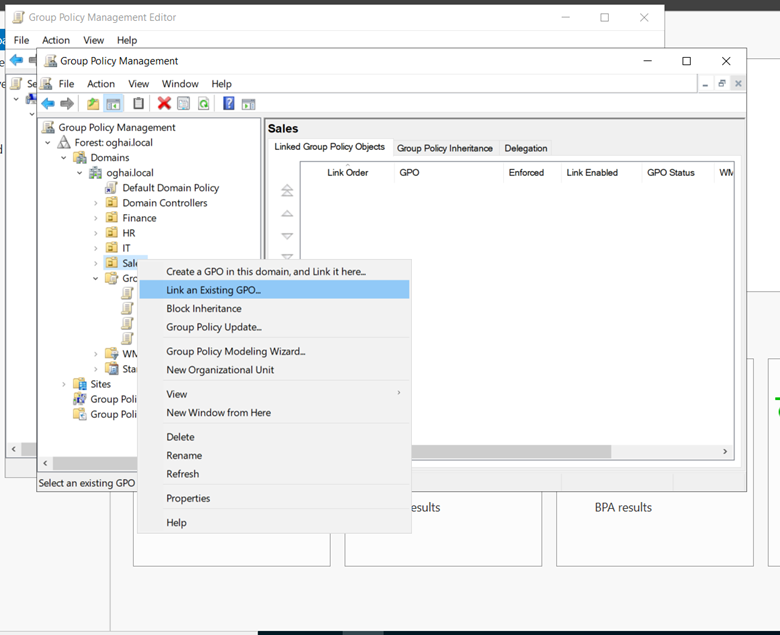 Group Policy Management Editor
File Action View Help
Group Policy Management
File Action View Window Help
Group Policy Management
Forest: oghai.local
Domains
oghai.local
Default Domain Policy
Domain Controllers
Finance
HR
IT
Sale
Gro
WM
Star
Sites
Group Poli
Group Poli
Sales
Linked Group Policy Objects Group Policy Inheritance Delegation
Link Order GPO Enforced Link Enabled GPO Status WM
Create a GPO in this domain, and Link it here...
Link an Existing GPO...
Block Inheritance
Group Policy Update...
Group Policy Modeling Wizard...
New Organizational Unit
View
New Window from Here
Delete
Rename
Refresh
Properties
Help
Select an existing GPO
esults
BPA results